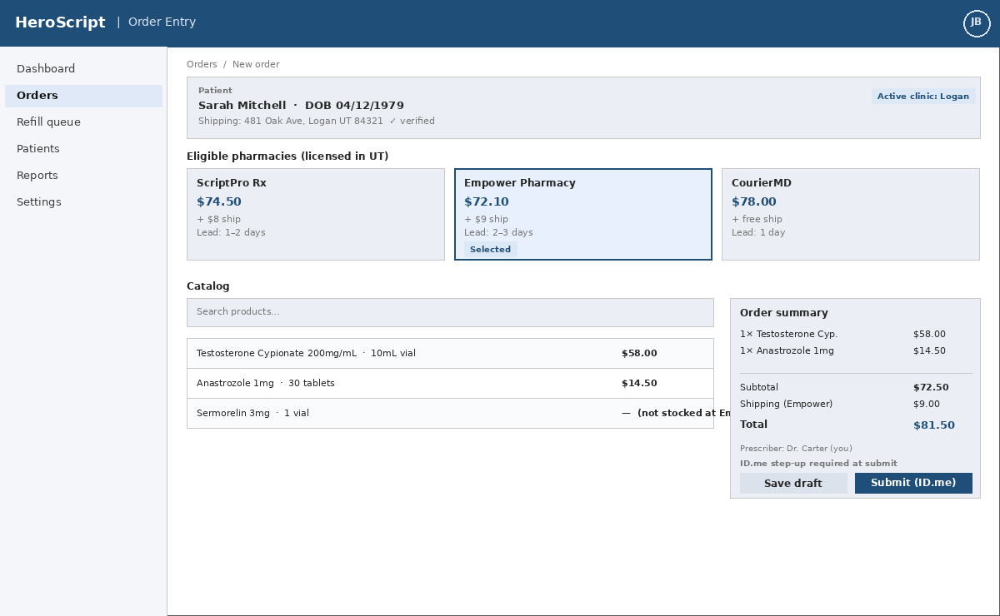 HeroScript | Order Entry
JB
Dashboard
Orders
Refill queue
Patients
Reports
Settings
Orders / New order
Patient
Sarah Mitchell · DOB 04/12/1979
Shipping: 481 Oak Ave, Logan UT 84321 ✓ verified
Active clinic: Logan
Eligible pharmacies (licensed in UT)
ScriptPro Rx
$74.50
+ $8 ship
Lead: 1–2 days
Empower Pharmacy
$72.10
+ $9 ship
Lead: 2–3 days
Selected
CourierMD
$78.00
+ free ship
Lead: 1 day
Catalog
Search products...
Testosterone Cypionate 200mg/mL · 10mL vial $58.00
Anastrozole 1mg · 30 tablets $14.50
Sermorelin 3mg · 1 vial — (not stocked at En
Order summary
1× Testosterone Cyp. $58.00
1× Anastrozole 1mg $14.50
Subtotal $72.50
Shipping (Empower) $9.00
Total $81.50
Prescriber: Dr. Carter (you)
ID.me step-up required at submit
Save draft
Submit (ID.me)